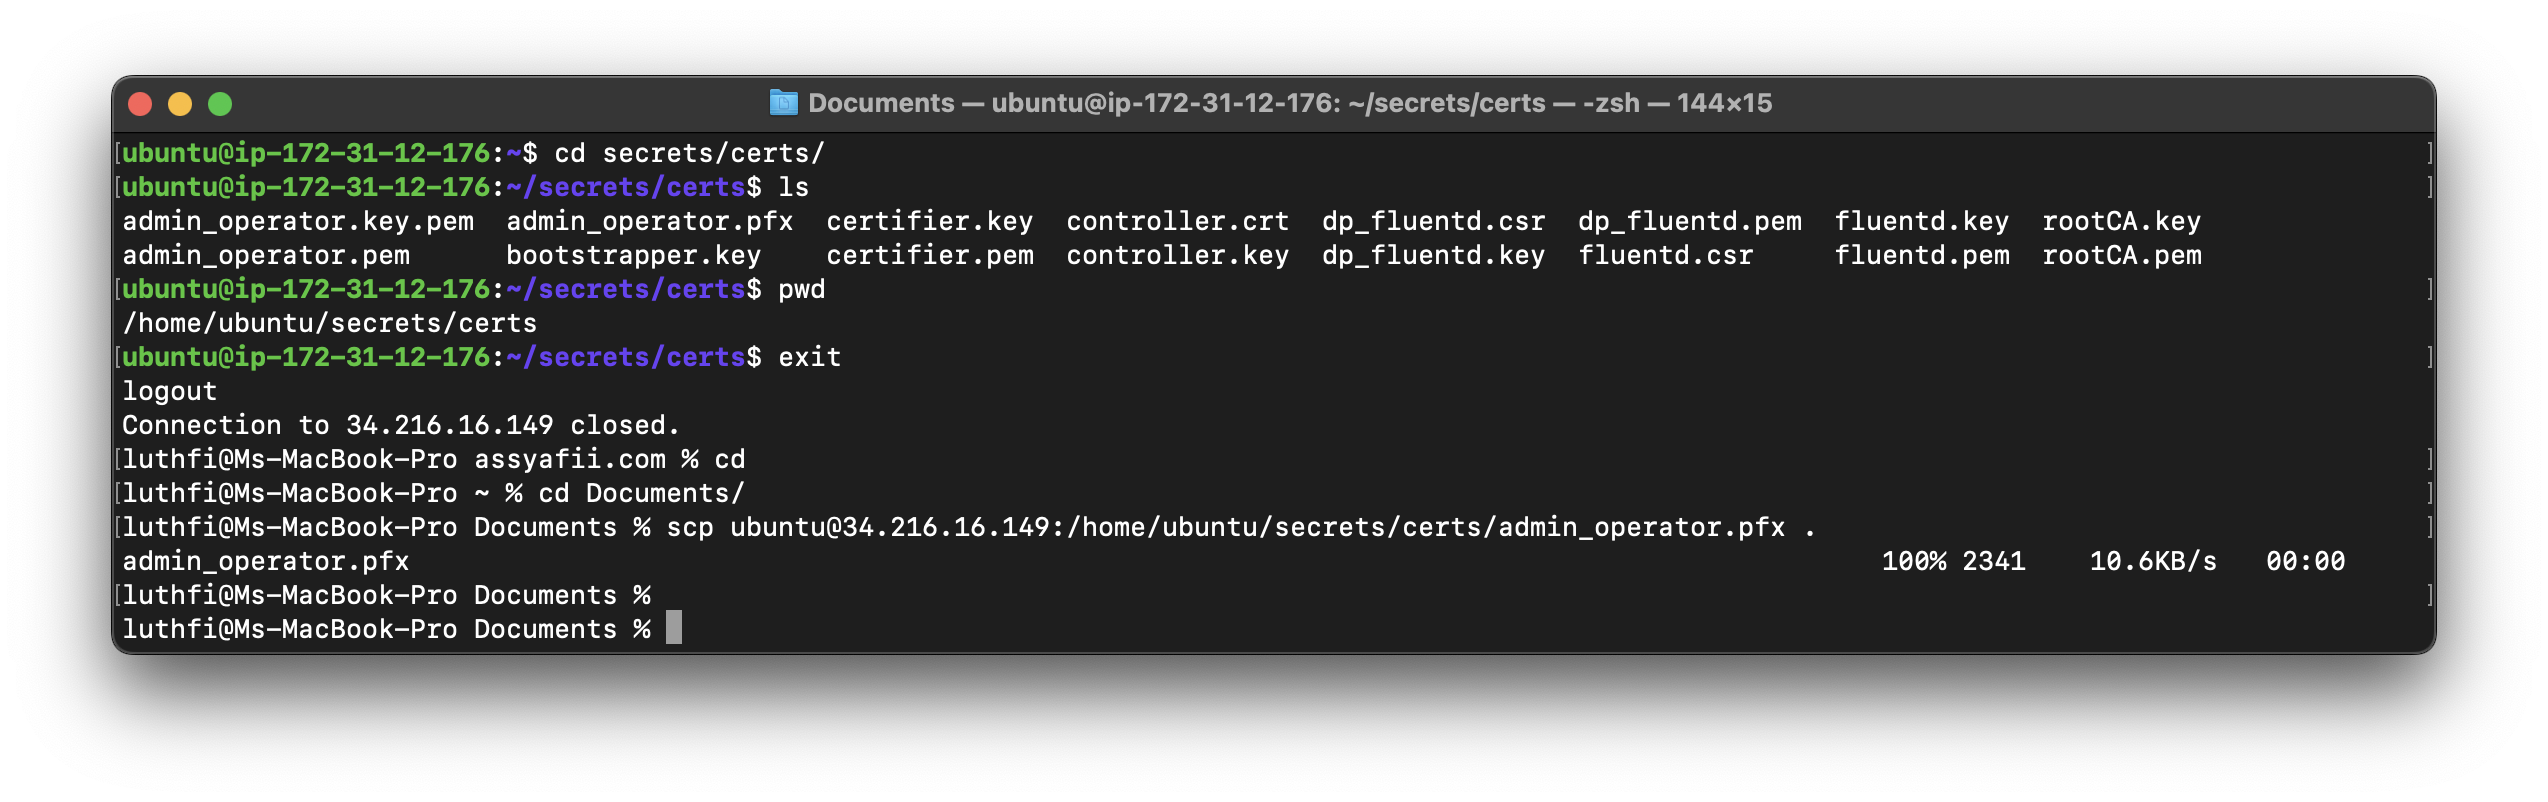 Documents — ubuntu@ip-172-31-12-176: ~/secrets/certs — -zsh — 144×15
[ubuntu@ip-172-31-12-176:~$ cd secrets/certs/ ]
[ubuntu@ip-172-31-12-176:~/secrets/certs$ ls ]
admin_operator.key.pem  admin_operator.pfx  certifier.key  controller.crt  dp_fluentd.csr  dp_fluentd.pem  fluentd.key  rootCA.key
admin_operator.pem      bootstrapper.key    certifier.pem  controller.key  dp_fluentd.key  fluentd.csr     fluentd.pem  rootCA.pem
[ubuntu@ip-172-31-12-176:~/secrets/certs$ pwd ]
/home/ubuntu/secrets/certs
[ubuntu@ip-172-31-12-176:~/secrets/certs$ exit ]
logout
Connection to 34.216.16.149 closed.
[luthfi@Ms-MacBook-Pro assyafii.com % cd ]
[luthfi@Ms-MacBook-Pro ~ % cd Documents/ ]
[luthfi@Ms-MacBook-Pro Documents % scp ubuntu@34.216.16.149:/home/ubuntu/secrets/certs/admin_operator.pfx . ]
admin_operator.pfx 100% 2341 10.6KB/s 00:00
[luthfi@Ms-MacBook-Pro Documents % ]
luthfi@Ms-MacBook-Pro Documents %